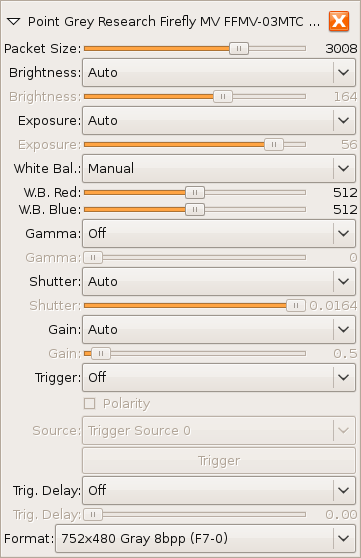 Point Grey Research Firefly MV FFMV-03MTC ...
Packet Size: 3008
Brightness: Auto
Brightness: 164
Exposure: Auto
Exposure: 56
White Bal.: Manual
W.B. Red: 512
W.B. Blue: 512
Gamma: Off
Gamma: 0
Shutter: Auto
Shutter: 0.0164
Gain: Auto
Gain: 0.5
Trigger: Off
Polarity
Source: Trigger Source 0
Trigger
Trig. Delay: Off
Trig. Delay: 0.00
Format: 752x480 Gray 8bpp (F7-0)